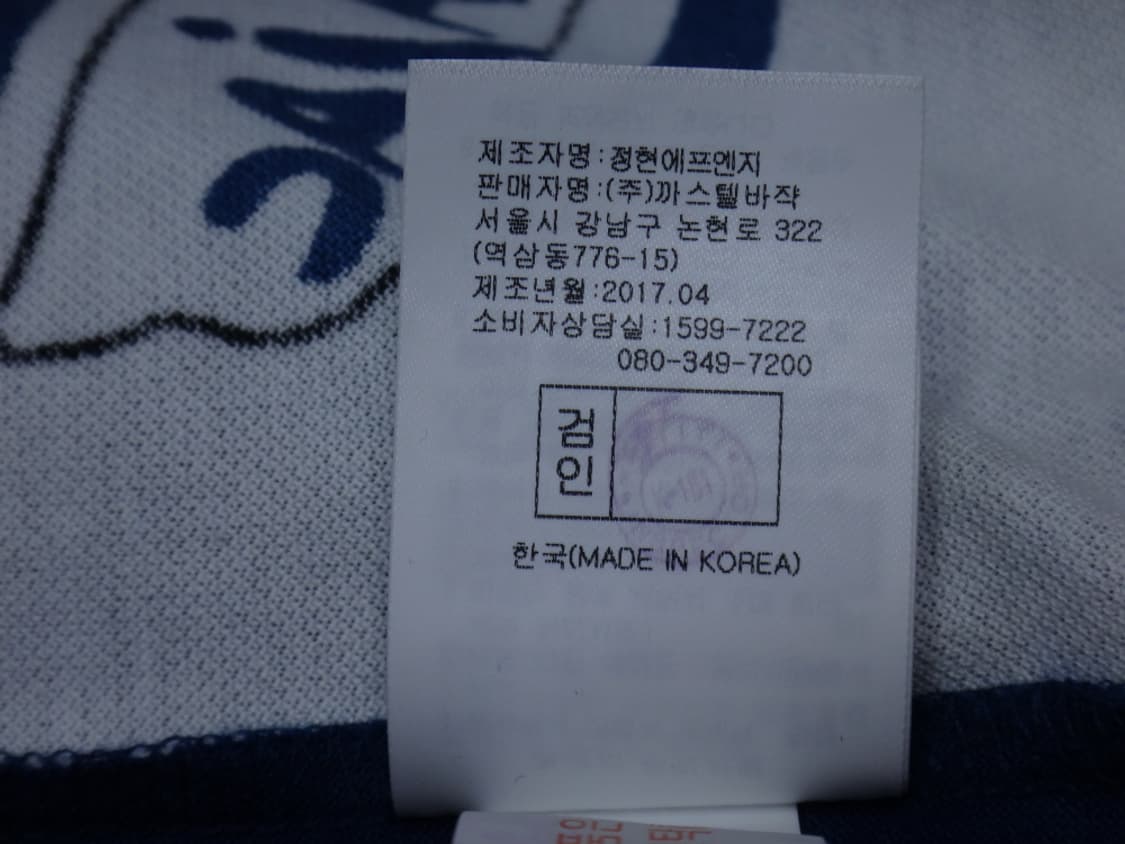 제조자명:정현에프엔지
판매자명:(주)까스텔바쟉
서울시 강남구 논현로 322
(역삼동776-15)
제조년월:2017.04
소비자상담실:1599-7222
080-349-7200
검인
한국(MADE IN KOREA)